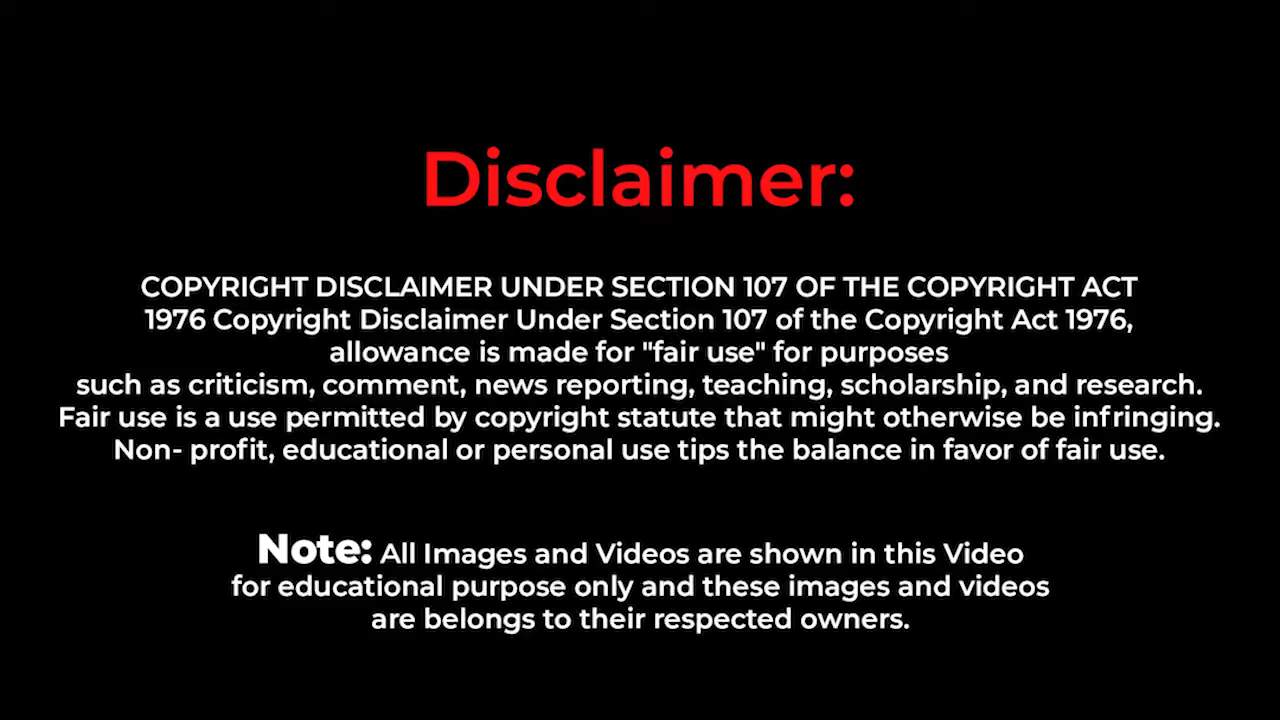 Disclaimer:
COPYRIGHT DISCLAIMER UNDER SECTION 107 OF THE COPYRIGHT ACT
1976 Copyright Disclaimer Under Section 107 of the Copyright Act 1976,
allowance is made for "fair use" for purposes
such as criticism, comment, news reporting, teaching, scholarship, and research.
Fair use is a use permitted by copyright statute that might otherwise be infringing.
Non- profit, educational or personal use tips the balance in favor of fair use.
Note: All Images and Videos are shown in this Video
for educational purpose only and these images and videos
are belongs to their respected owners.